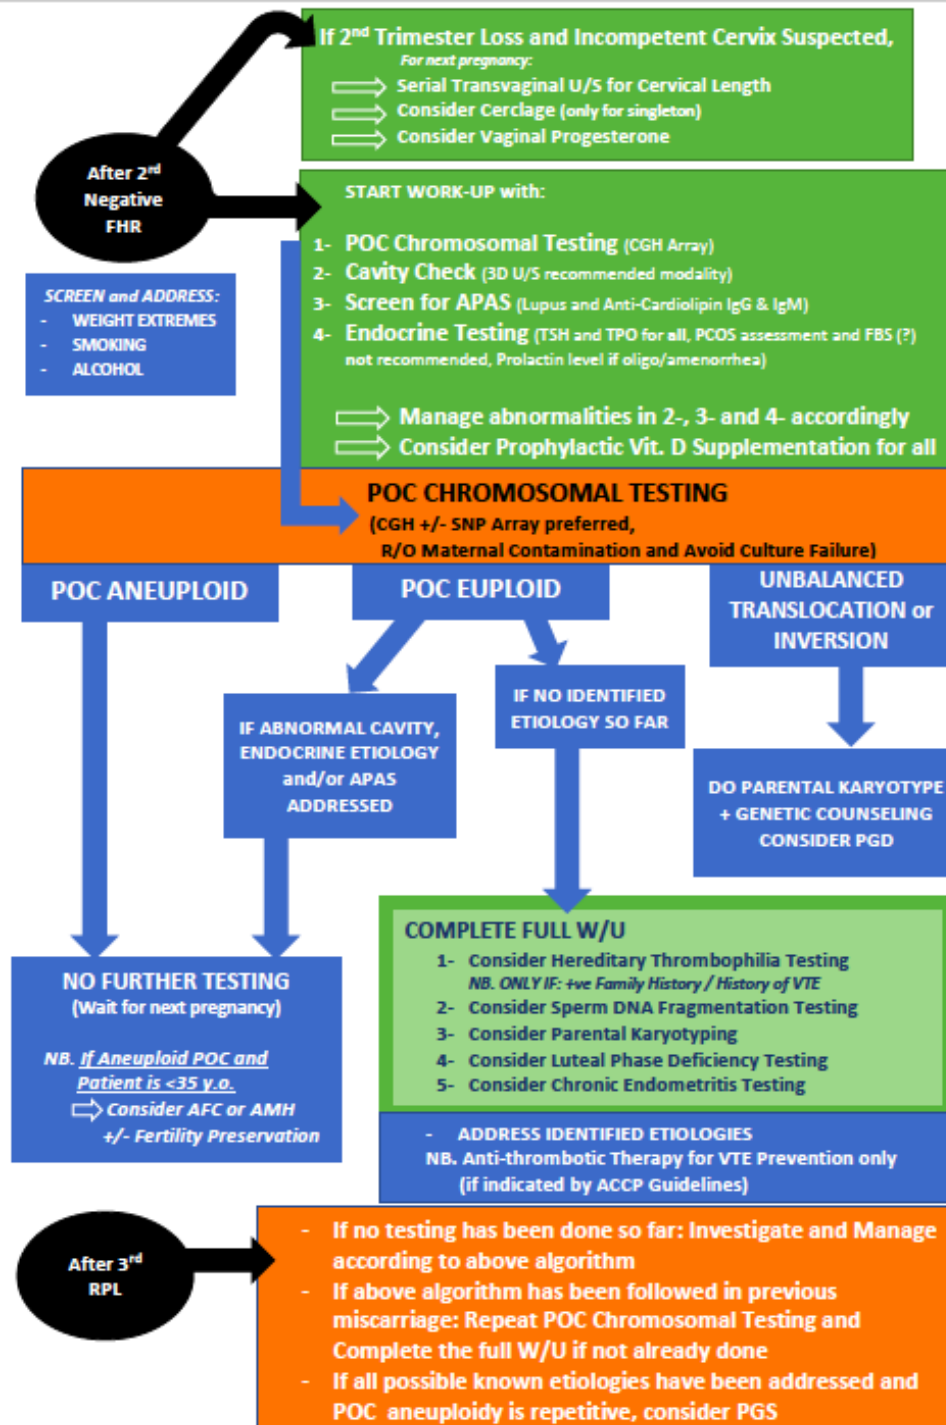 If 2nd Trimester Loss and Incompetent Cervix Suspected,
For next pregnancy:
Serial Transvaginal U/S for Cervical Length
Consider Cerclage (only for singleton)
Consider Vaginal Progesterone
After 2rd
Negative
FHR
START WORK-UP with:
1- POC Chromosomal Testing (CGH Array)
2- Cavity Check (3D U/S recommended modality)
3- Screen for APAS (Lupus and Anti-Cardiolipin IgG & IgM)
4- Endocrine Testing (TSH and TPO for all, PCOS assessment and FBS (?)
not recommended, Prolactin level if oligo/amenorrhea)
Manage abnormalities in 2-, 3- and 4- accordingly
Consider Prophylactic Vit. D Supplementation for all
SCREEN and ADDRESS:
- WEIGHT EXTREMES
- SMOKING
- ALCOHOL
POC CHROMOSOMAL TESTING
(CGH +/- SNP Array preferred,
R/O Maternal Contamination and Avoid Culture Failure)
POC ANEUPLOID
POC EUPLOID
UNBALANCED
TRANSLOCATION or
INVERSION
IF ABNORMAL CAVITY,
ENDOCRINE ETIOLOGY
and/or APAS
ADDRESSED
IF NO IDENTIFIED
ETIOLOGY SO FAR
DO PARENTAL KARYOTYPE
+ GENETIC COUNSELING
CONSIDER PGD
NO FURTHER TESTING
(Wait for next pregnancy)
NB. If Aneuploid POC and
Patient is <35 y.o.
Consider AFC or AMH
+/- Fertility Preservation
COMPLETE FULL W/U
1- Consider Hereditary Thrombophilia Testing
NB. ONLY IF: +ve Family History / History of VTE
2- Consider Sperm DNA Fragmentation Testing
3- Consider Parental Karyotyping
4- Consider Luteal Phase Deficiency Testing
5- Consider Chronic Endometritis Testing
- ADDRESS IDENTIFIED ETIOLOGIES
NB. Anti-thrombotic Therapy for VTE Prevention only
(if indicated by ACCP Guidelines)
After 3rd
RPL
- If no testing has been done so far: Investigate and Manage
according to above algorithm
- If above algorithm has been followed in previous
miscarriage: Repeat POC Chromosomal Testing and
Complete the full W/U if not already done
- If all possible known etiologies have been addressed and
POC aneuploidy is repetitive, consider PGS